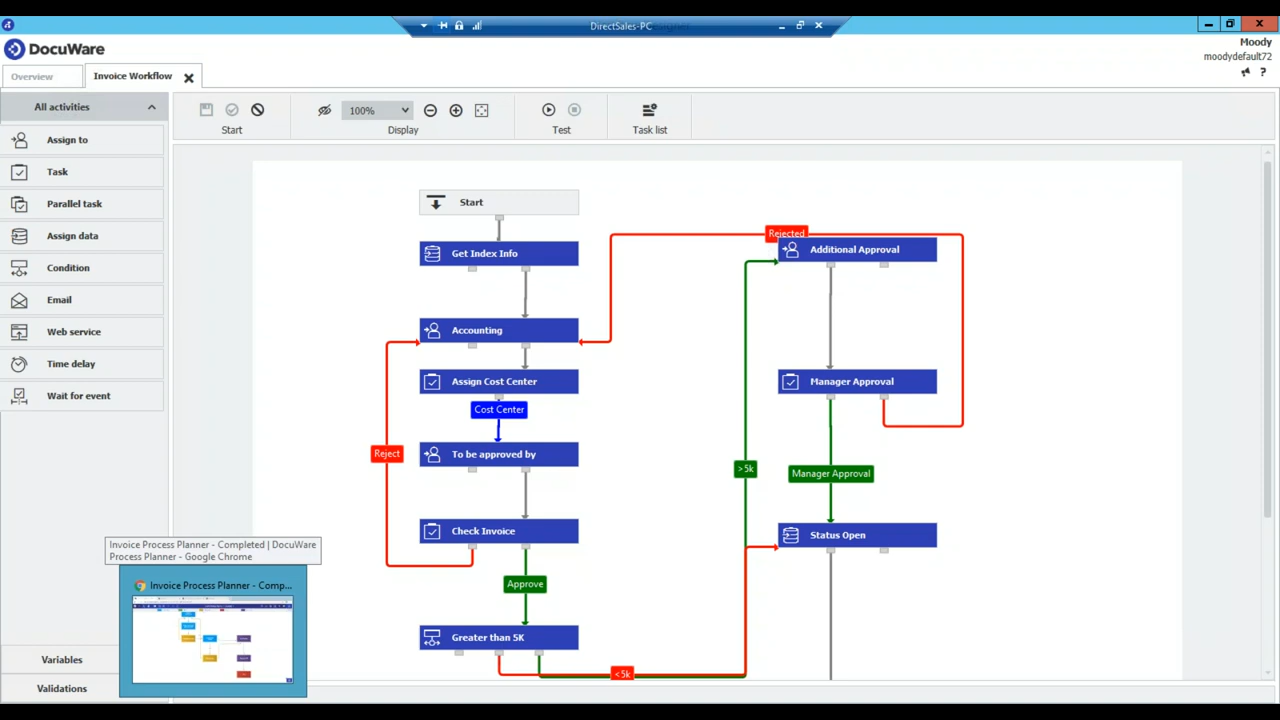 DirectSales-PC
DocuWare
Moody
moodydefault72
?
Overview
Invoice Workflow
All activities
Assign to
Task
Parallel task
Assign data
Condition
Email
Web service
Time delay
Wait for event
Variables
Validations
Start
100%
Display
Test
Task list
Start
Get Index Info
Accounting
Assign Cost Center
Cost Center
To be approved by
Reject
Check Invoice
Approve
Greater than 5K
<5k
>5k
Rejected
Additional Approval
Manager Approval
Manager Approval
Status Open
Invoice Process Planner - Completed | DocuWare
Process Planner - Google Chrome
Invoice Process Planner - Comp...